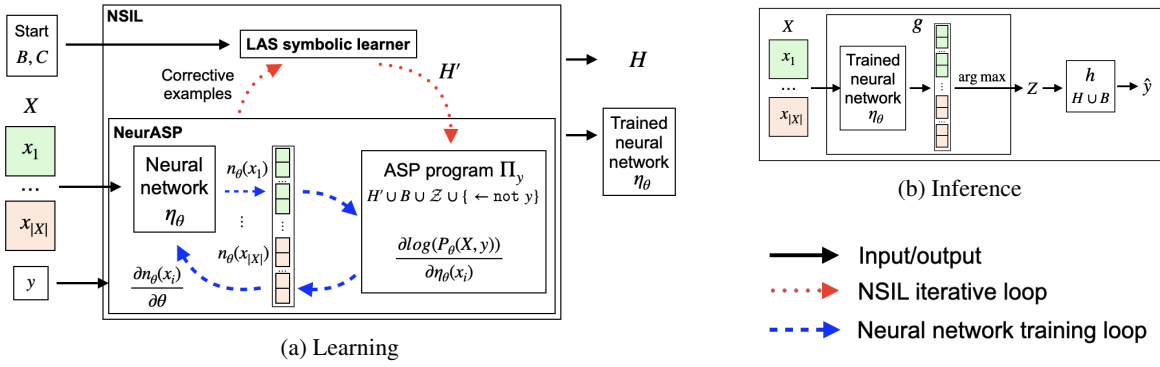 NSIL
Start
B, C
LAS symbolic learner
Corrective
examples
H′
H
X
x₁
...
x|X|
y
NeurASP
Neural
network
ηθ
nθ(x₁)
⋮
nθ(x|X|)
∂nθ(xᵢ)
∂θ
...
⋮
...
ASP program Πy
H′ ∪ B ∪ 𝒵 ∪ { ← not y}
∂log(Pθ(X, y))
∂ηθ(xᵢ)
Trained
neural
network
ηθ
(a) Learning
X
x₁
...
x|X|
Trained
neural
network
ηθ
g
...
⋮
...
arg max
Z
h
H ∪ B
ŷ
(b) Inference
Input/output
NSIL iterative loop
Neural network training loop